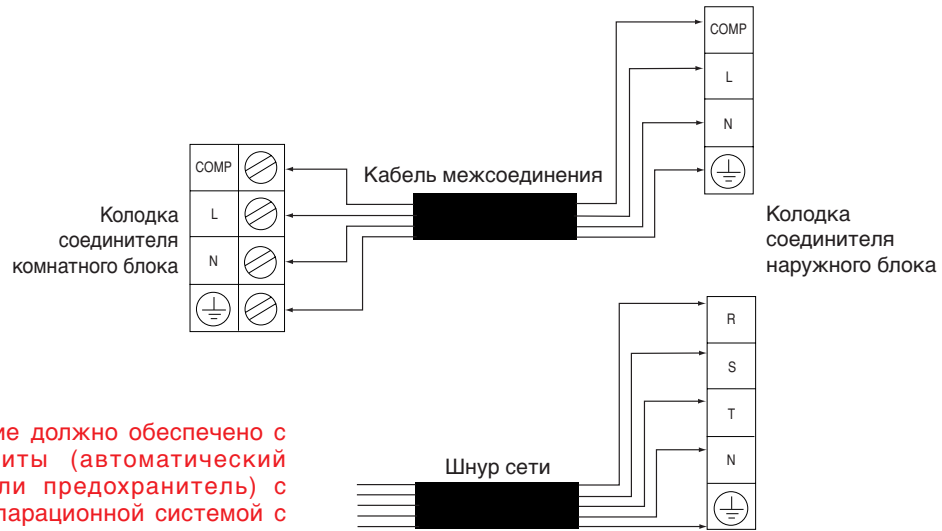 COMP
L
N
Кабель межсоединения
COMP
L
N
Колодка
соединителя
комнатного блока
Колодка
соединителя
наружного блока
R
S
T
N
Шнур сети
ие должно обеспечено с
иты (автоматический
ли предохранитель) с
парационной системой с